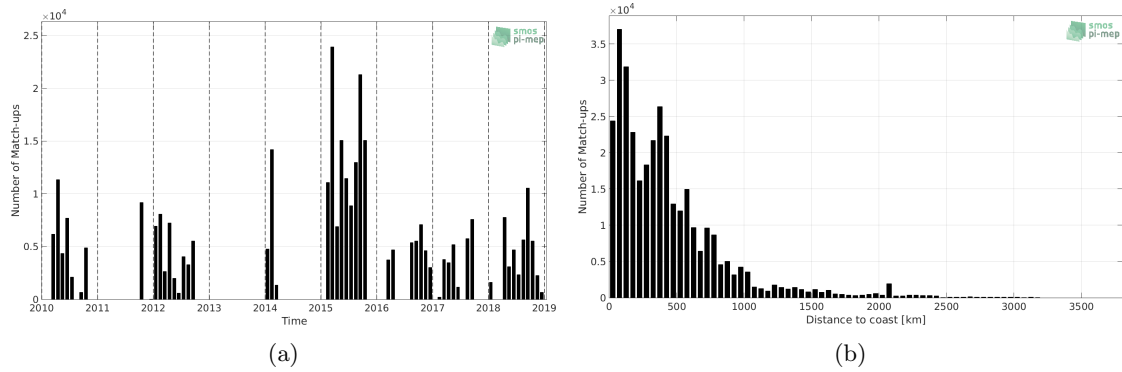 ×10⁴
smos
pi-mep
2.5
2
1.5
1
0.5
0
Number of Match-ups
2010 2011 2012 2013 2014 2015 2016 2017 2018 2019
Time
(a)
×10⁴
smos
pi-mep
3.5
3
2.5
2
1.5
1
0.5
0
Number of Match-ups
0 500 1000 1500 2000 2500 3000 3500
Distance to coast [km]
(b)